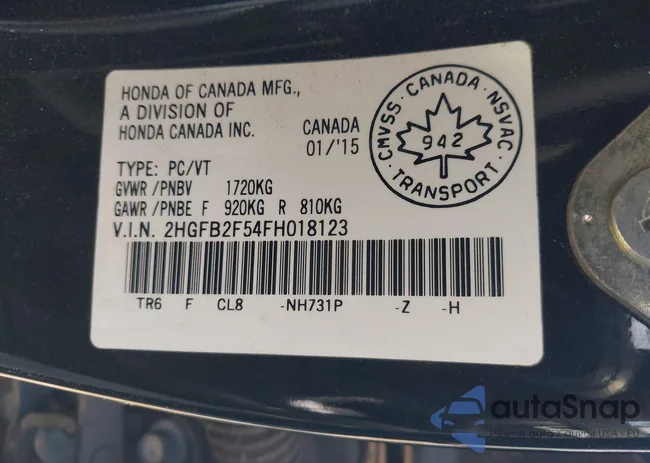 HONDA OF CANADA MFG.,
A DIVISION OF
HONDA CANADA INC.
CANADA
01/'15
CMVSS · CANADA · NSVAC
942
TRANSPORT
TYPE: PC/VT
GVWR /PNBV 1720KG
GAWR /PNBE F 920KG R 810KG
V.I.N. 2HGFB2F54FH018123
TR6 F CL8 -NH731P -Z -H
autaSnap